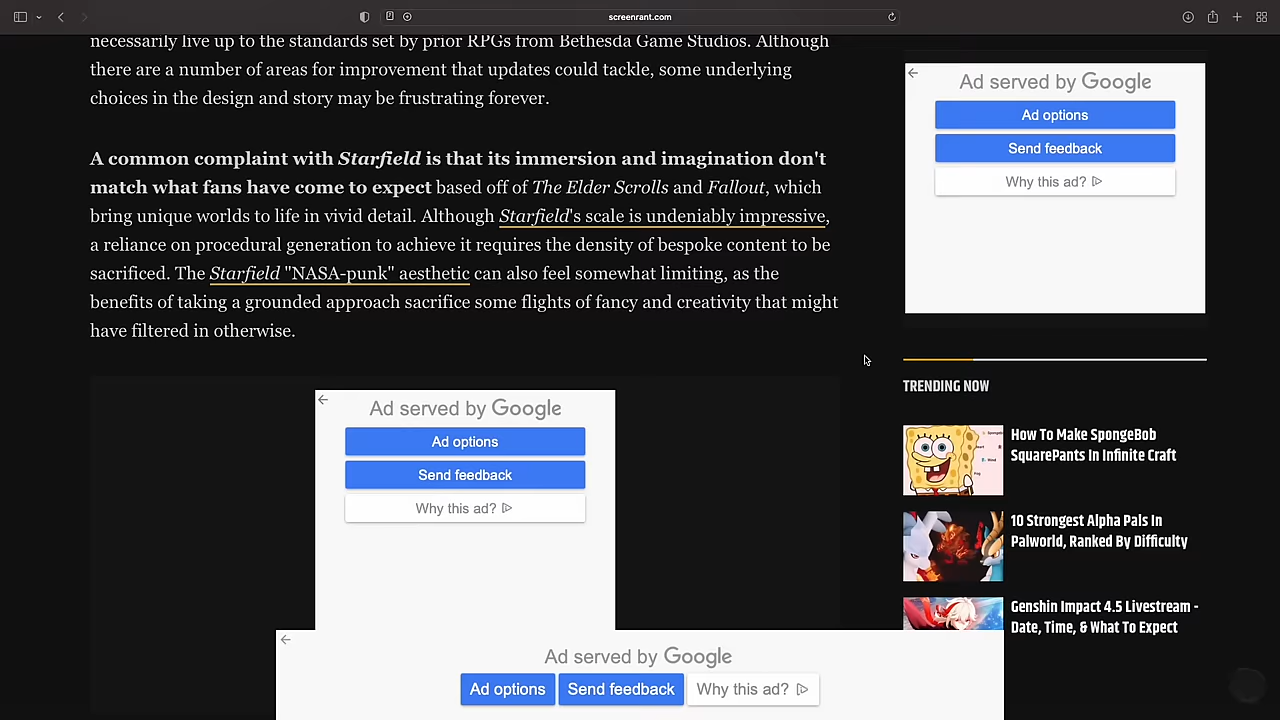 screenrant.com
necessarily live up to the standards set by prior RPGs from Bethesda Game Studios. Although
there are a number of areas for improvement that updates could tackle, some underlying
choices in the design and story may be frustrating forever.
A common complaint with Starfield is that its immersion and imagination don't
match what fans have come to expect based off of The Elder Scrolls and Fallout, which
bring unique worlds to life in vivid detail. Although Starfield's scale is undeniably impressive,
a reliance on procedural generation to achieve it requires the density of bespoke content to be
sacrificed. The Starfield "NASA-punk" aesthetic can also feel somewhat limiting, as the
benefits of taking a grounded approach sacrifice some flights of fancy and creativity that might
have filtered in otherwise.
Ad served by Google
Ad options
Send feedback
Why this ad?
Ad served by Google
Ad options
Send feedback
Why this ad?
TRENDING NOW
How To Make SpongeBob
SquarePants In Infinite Craft
10 Strongest Alpha Pals In
Palworld, Ranked By Difficulty
Genshin Impact 4.5 Livestream -
Date, Time, & What To Expect
Ad served by Google
Ad options Send feedback Why this ad?